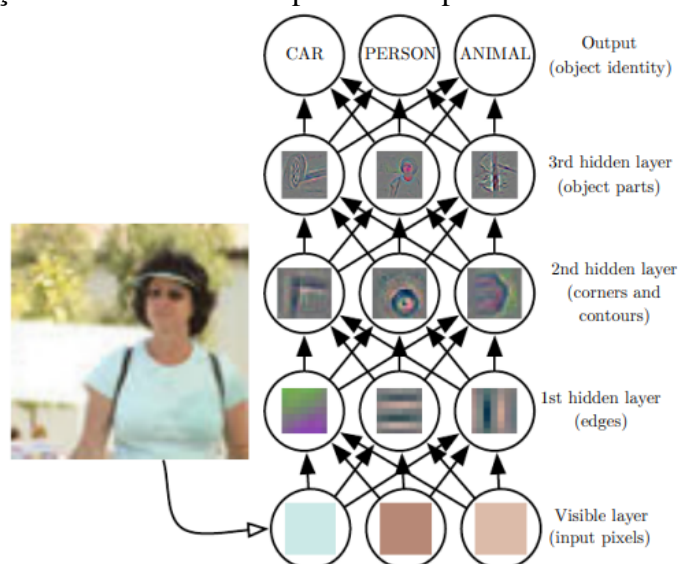 CAR
PERSON
ANIMAL
Output
(object identity)
3rd hidden layer
(object parts)
2nd hidden layer
(corners and
contours)
1st hidden layer
(edges)
Visible layer
(input pixels)